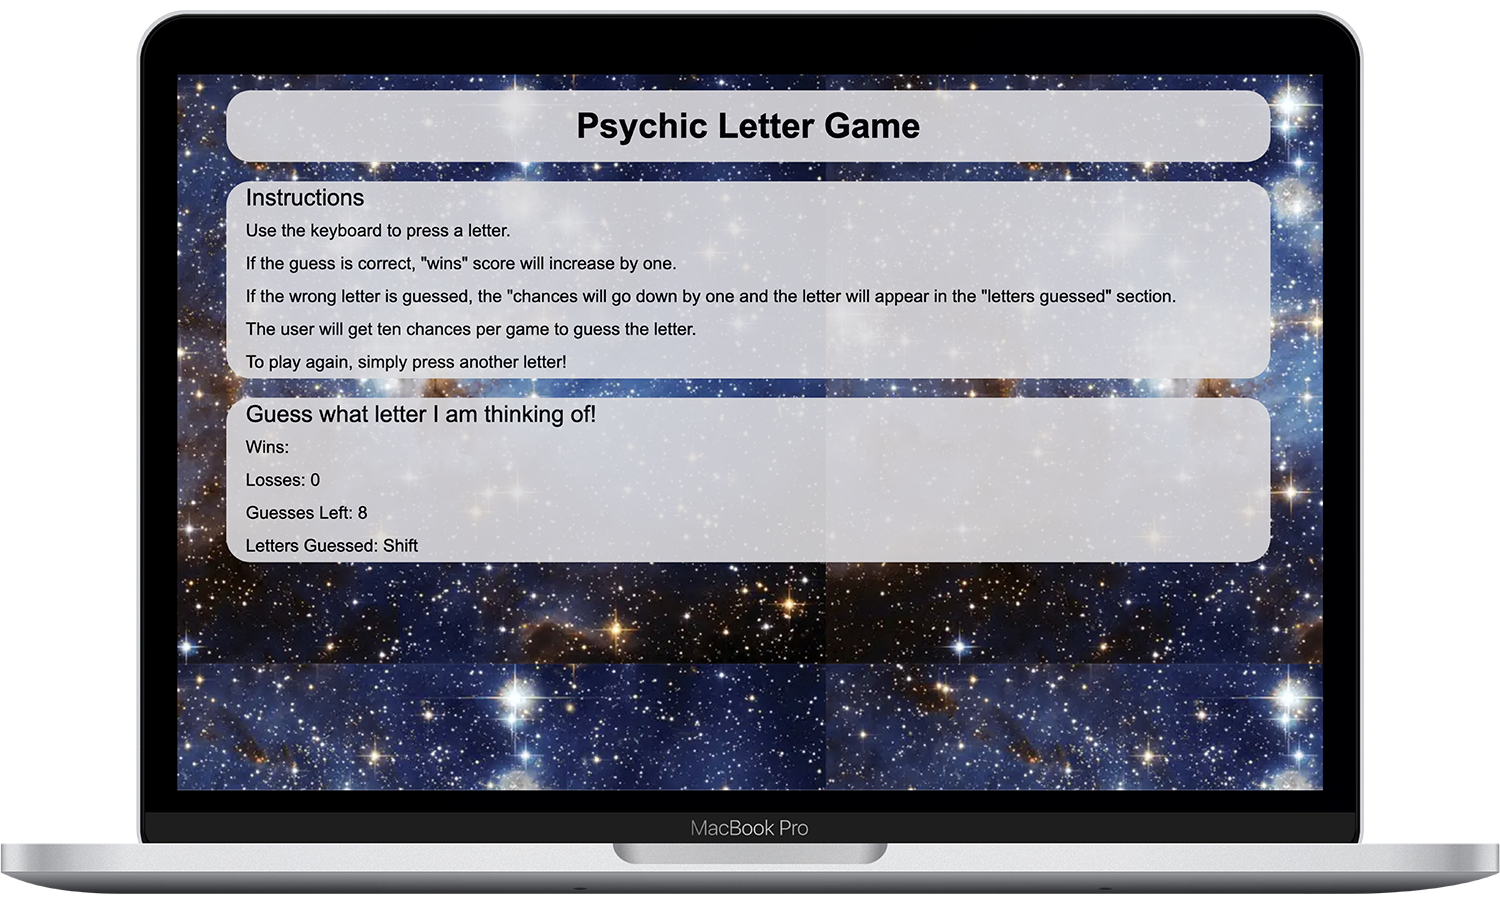 Psychic Letter Game
Instructions
Use the keyboard to press a letter.
If the guess is correct, "wins" score will increase by one.
If the wrong letter is guessed, the "chances will go down by one and the letter will appear in the "letters guessed" section.
The user will get ten chances per game to guess the letter.
To play again, simply press another letter!
Guess what letter I am thinking of!
Wins:
Losses: 0
Guesses Left: 8
Letters Guessed: Shift
MacBook Pro